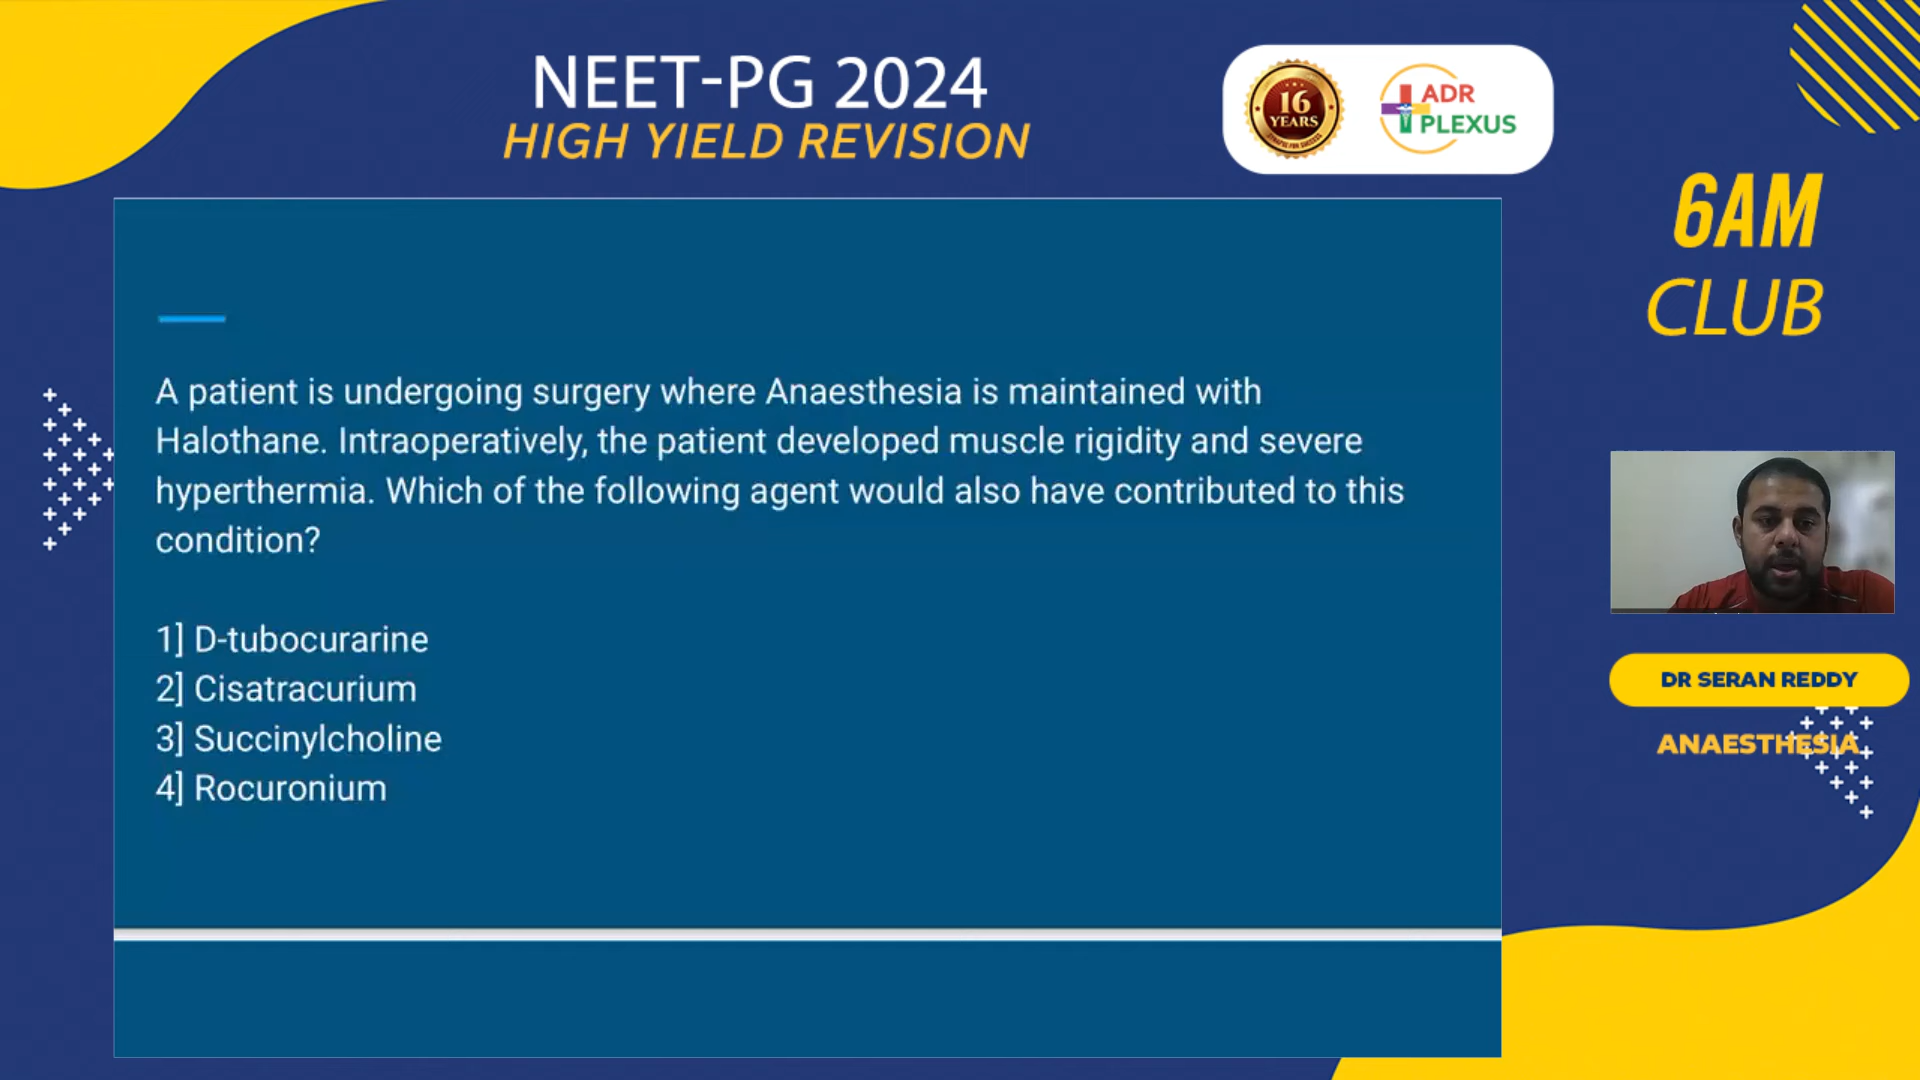 NEET-PG 2024
HIGH YIELD REVISION
16
YEARS
ADR
PLEXUS
6AM
CLUB
A patient is undergoing surgery where Anaesthesia is maintained with
Halothane. Intraoperatively, the patient developed muscle rigidity and severe
hyperthermia. Which of the following agent would also have contributed to this
condition?
1] D-tubocurarine
2] Cisatracurium
3] Succinylcholine
4] Rocuronium
DR SERAN REDDY
ANAESTHESIA